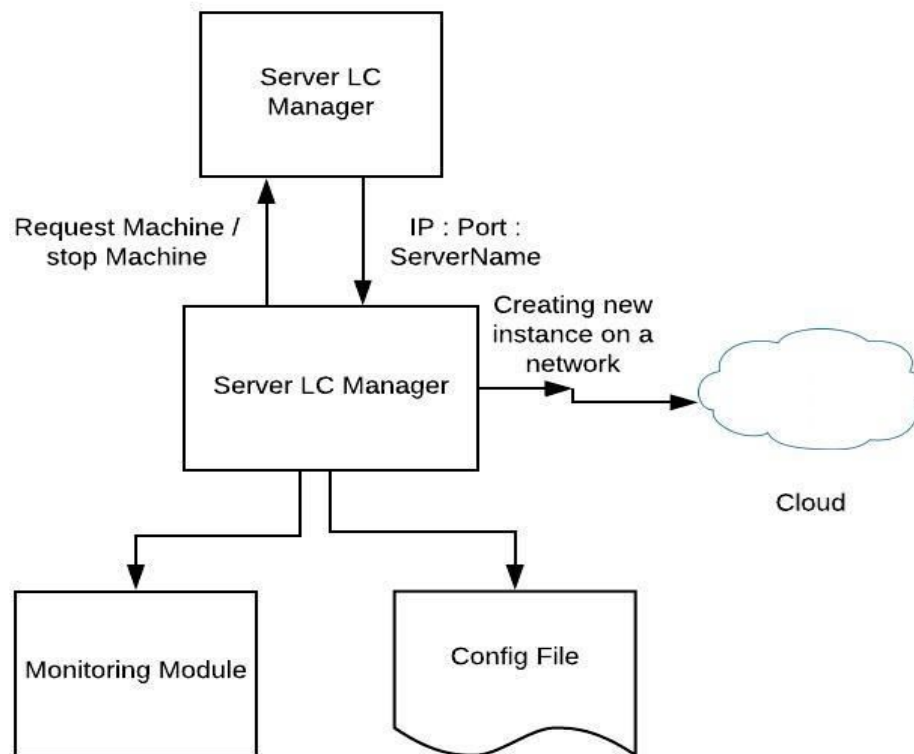 Server LC
Manager
Request Machine /
stop Machine
IP : Port :
ServerName
Creating new
instance on a
network
Server LC Manager
Cloud
Monitoring Module
Config File